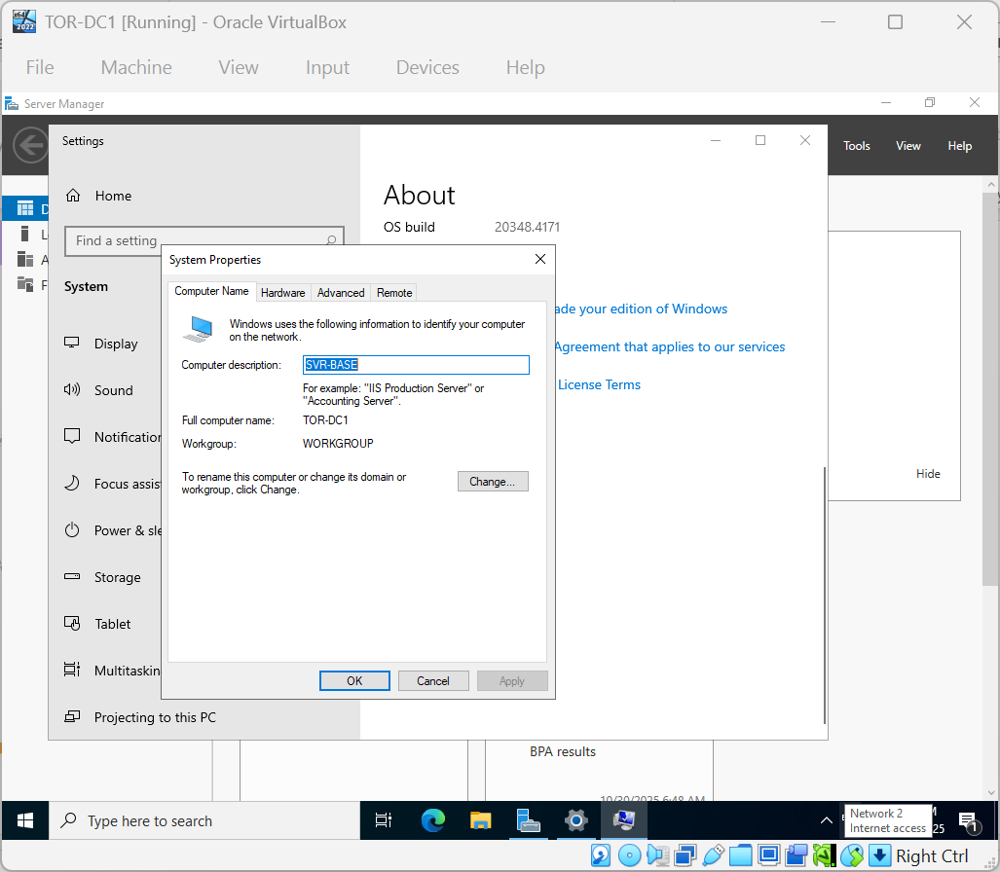 TOR-DC1 [Running] - Oracle VirtualBox
File Machine View Input Devices Help
Server Manager
Tools View Help
Settings
Home
Find a setting
System
Display
Sound
Notification
Focus assis
Power & sle
Storage
Tablet
Multitaskin
Projecting to this PC
About
OS build 20348.4171
ade your edition of Windows
Agreement that applies to our services
License Terms
Hide
System Properties
Computer Name Hardware Advanced Remote
Windows uses the following information to identify your computer
on the network.
Computer description: SVR-BASE
For example: "IIS Production Server" or
"Accounting Server".
Full computer name: TOR-DC1
Workgroup: WORKGROUP
To rename this computer or change its domain or
workgroup, click Change.
Change...
OK Cancel Apply
BPA results
10/30/2025 6:48 AM
Type here to search
Network 2
Internet access
25
1
Right Ctrl